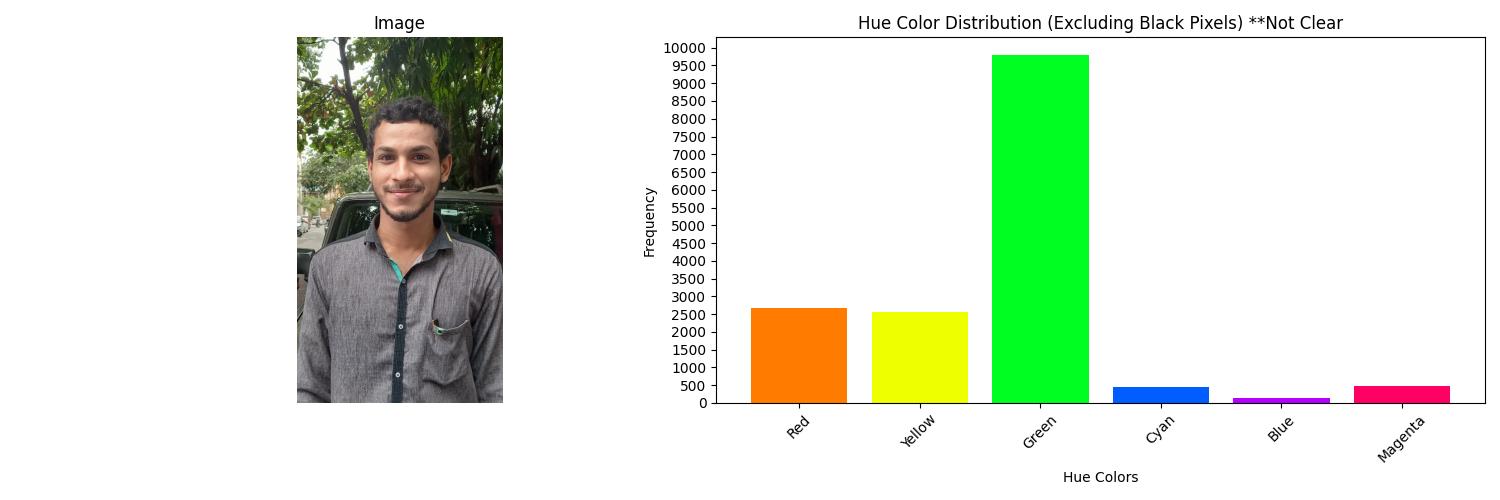 Image
Hue Color Distribution (Excluding Black Pixels) **Not Clear
10000
9500
9000
8500
8000
7500
7000
6500
6000
5500
5000
4500
4000
3500
3000
2500
2000
1500
1000
500
0
Frequency
Red
Yellow
Green
Cyan
Blue
Magenta
Hue Colors